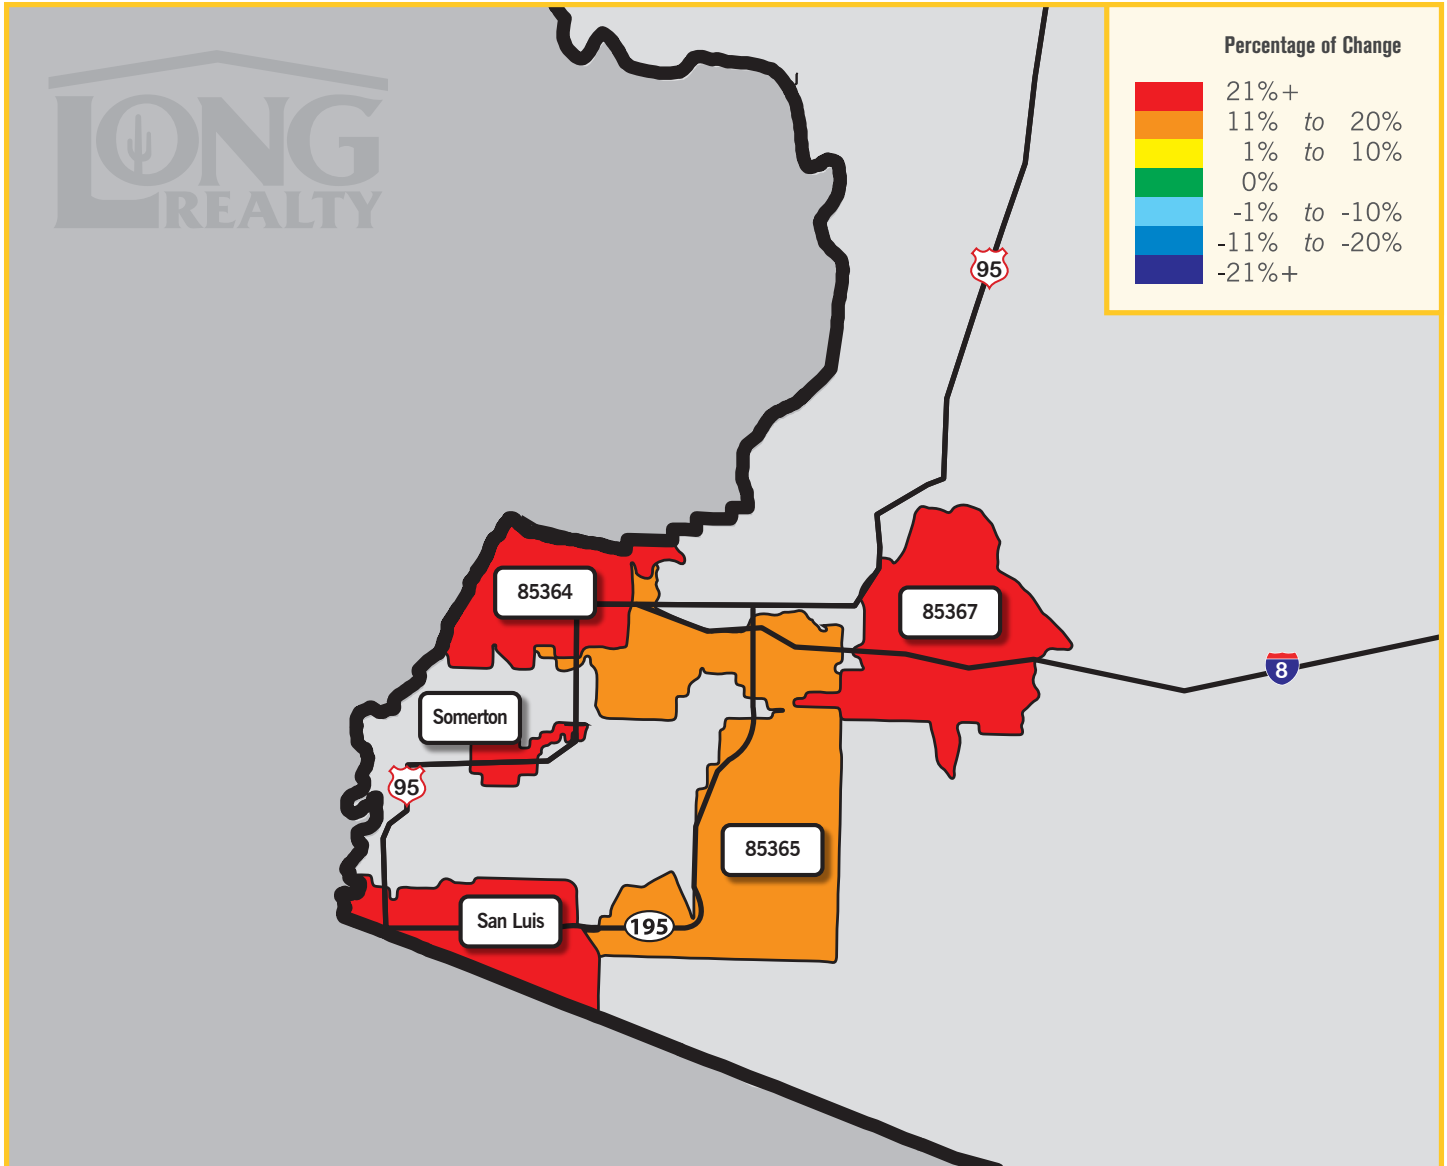 LONG
REALTY
Percentage of Change
21%+
11% to 20%
1% to 10%
0%
-1% to -10%
-11% to -20%
-21%+
95
85364
85367
8
Somerton
95
85365
San Luis
195